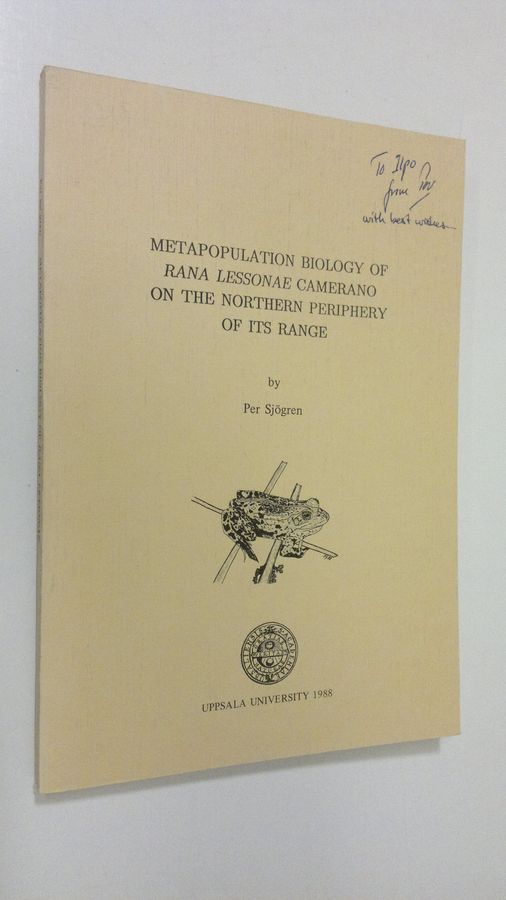 To Ilpo
from
with best wishes
METAPOPULATION BIOLOGY OF
RANA LESSONAE CAMERANO
ON THE NORTHERN PERIPHERY
OF ITS RANGE
by
Per Sjögren
UPPSALA UNIVERSITY 1988